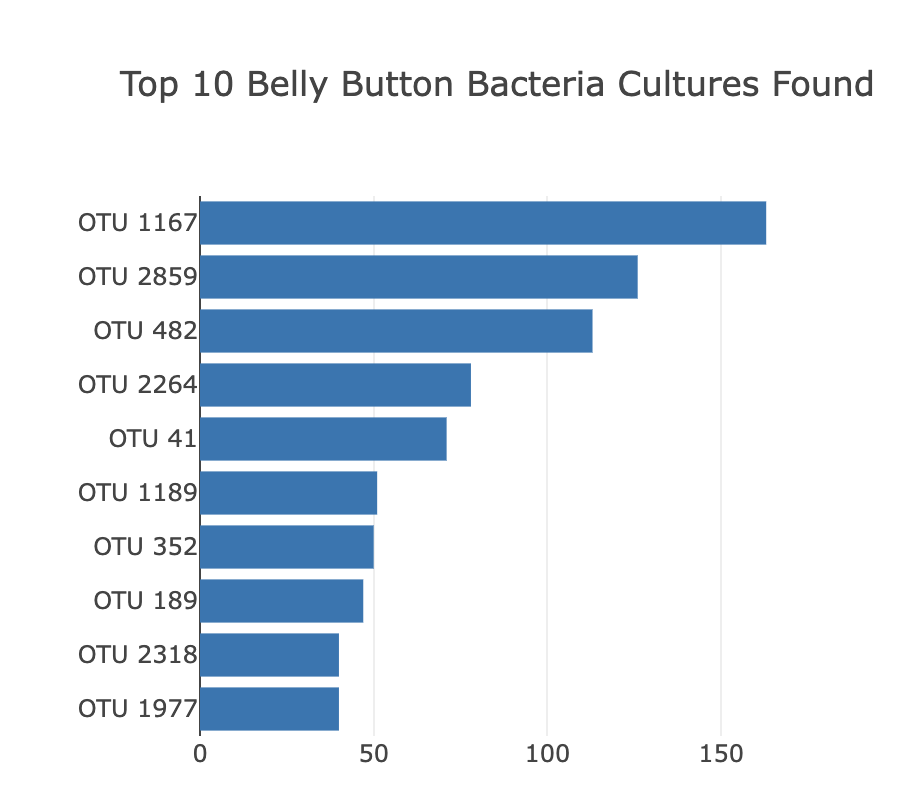 Top 10 Belly Button Bacteria Cultures Found
OTU 1167
OTU 2859
OTU 482
OTU 2264
OTU 41
OTU 1189
OTU 352
OTU 189
OTU 2318
OTU 1977
0 50 100 150